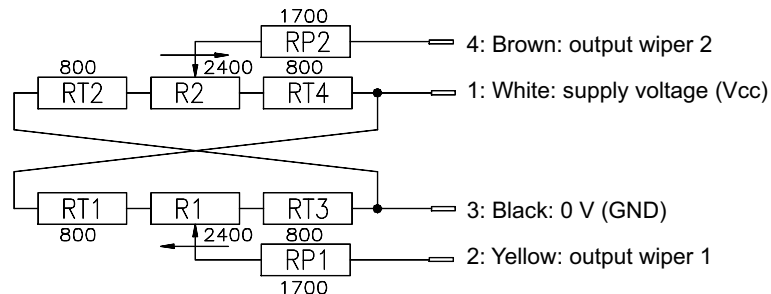 1700
RP2
4: Brown: output wiper 2
800 2400 800
RT2 R2 RT4
1: White: supply voltage (Vcc)
RT1 R1 RT3
3: Black: 0 V (GND)
800 2400 800
RP1
2: Yellow: output wiper 1
1700